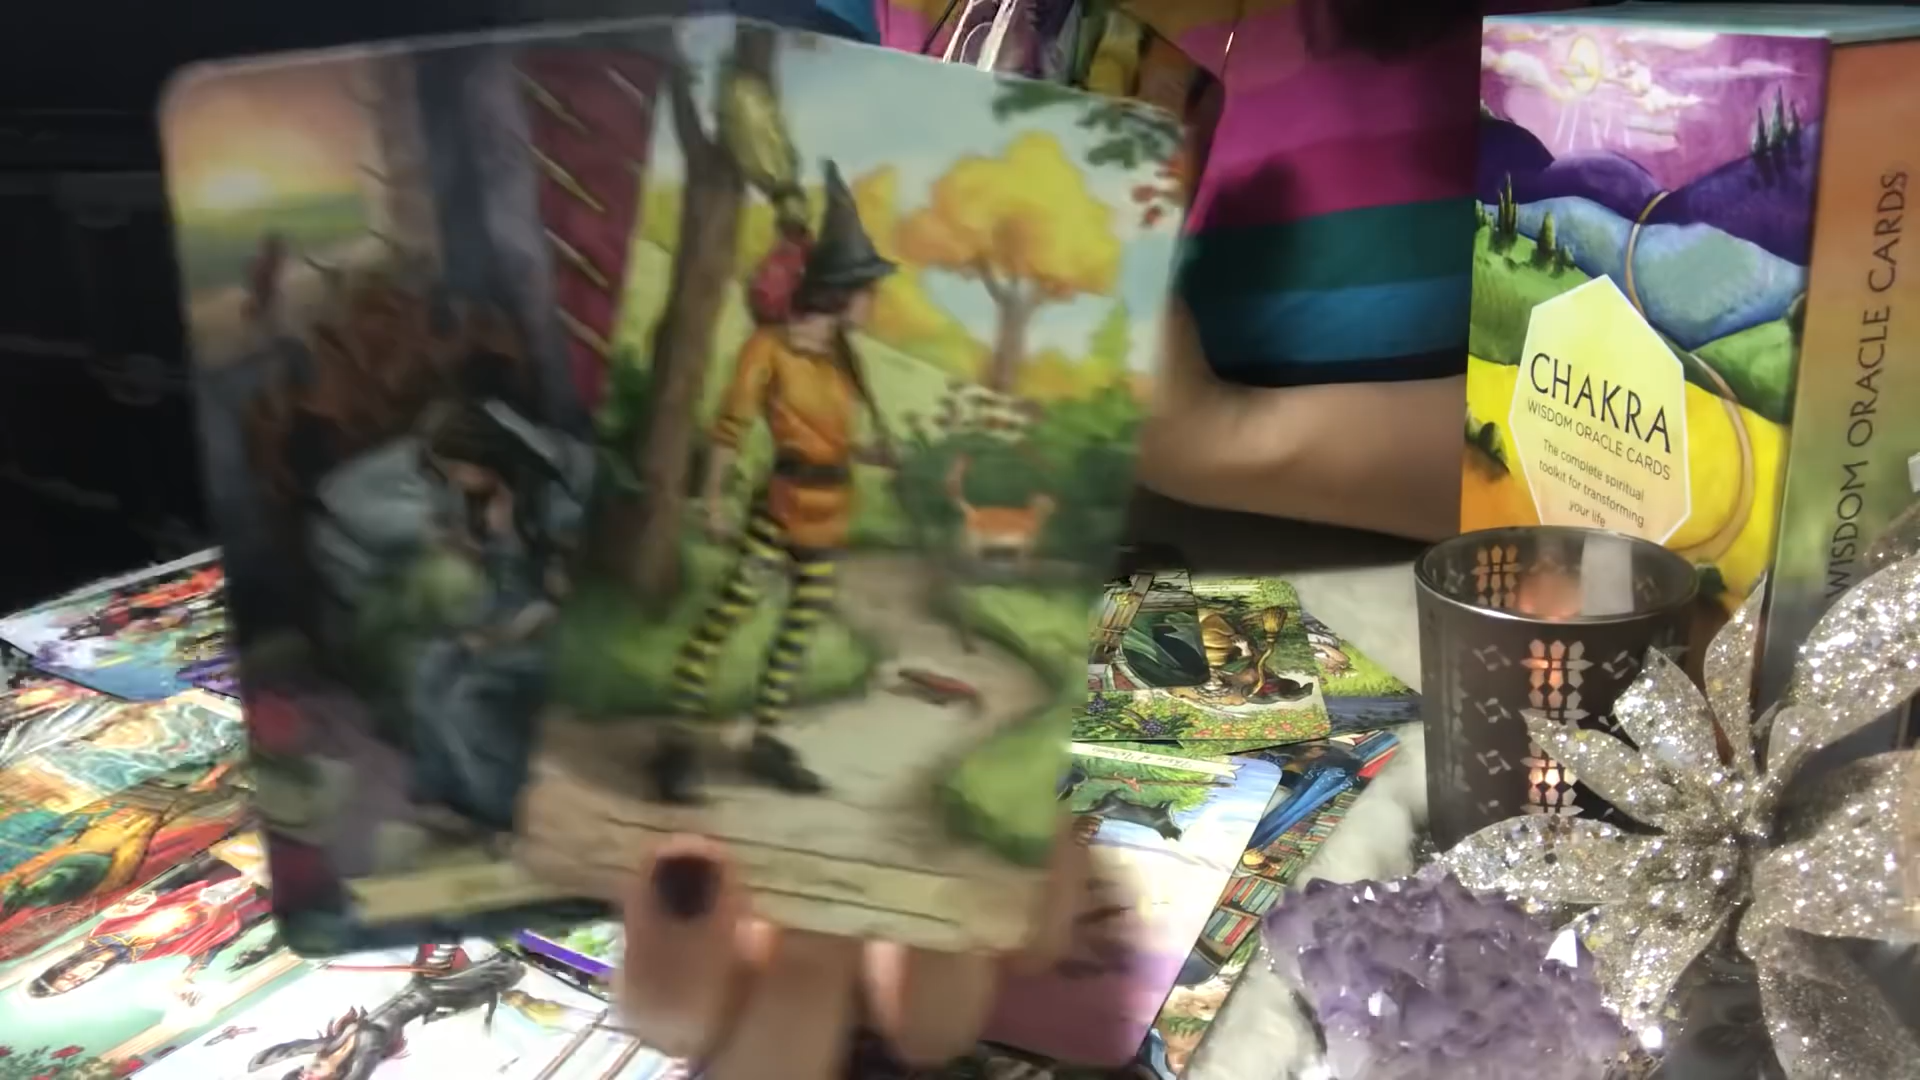 CHAKRA
WISDOM ORACLE CARDS
The complete spiritual
toolkit for transforming
your life
WISDOM ORACLE CARDS